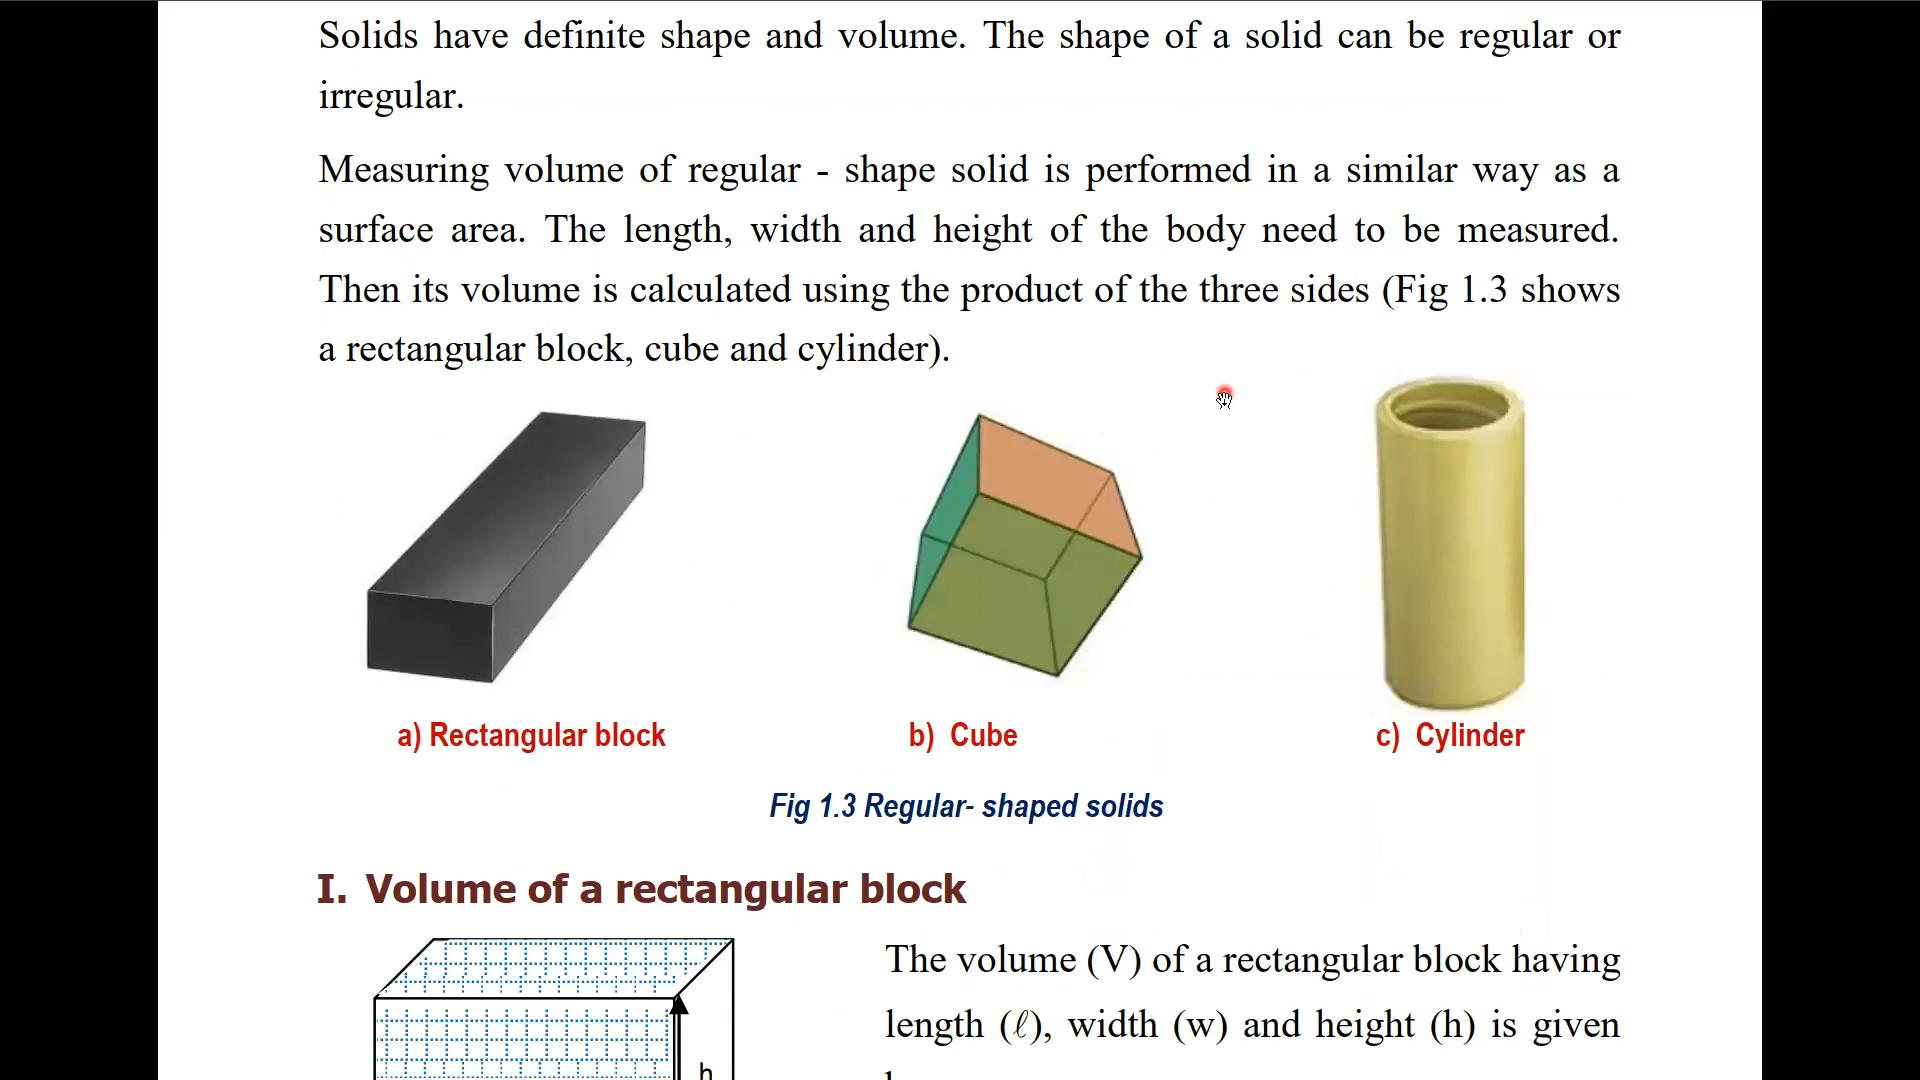 Solids have definite shape and volume. The shape of a solid can be regular or
irregular.
Measuring volume of regular - shape solid is performed in a similar way as a
surface area. The length, width and height of the body need to be measured.
Then its volume is calculated using the product of the three sides (Fig 1.3 shows
a rectangular block, cube and cylinder).
a) Rectangular block
b) Cube
c) Cylinder
Fig 1.3 Regular- shaped solids
I. Volume of a rectangular block
The volume (V) of a rectangular block having
length (ℓ), width (w) and height (h) is given
h